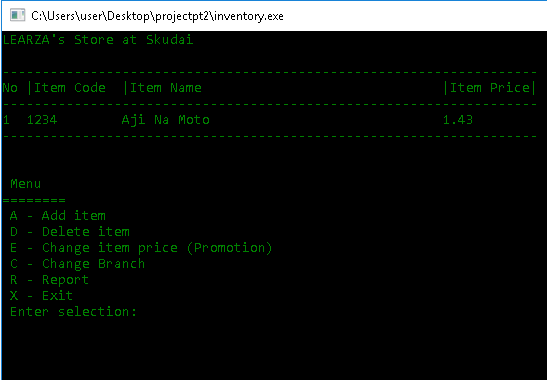 C:\Users\user\Desktop\projectpt2\inventory.exe
LEARZA's Store at Skudai
-------------------------------------------------------------------
No |Item Code  |Item Name                              |Item Price|
-------------------------------------------------------------------
1  1234        Aji Na Moto                             1.43
-------------------------------------------------------------------
Menu
========
A - Add item
D - Delete item
E - Change item price (Promotion)
C - Change Branch
R - Report
X - Exit
Enter selection: